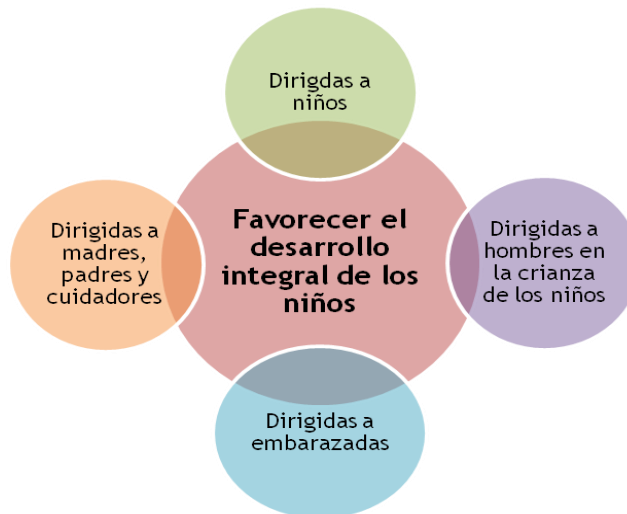 Dirigdas a
niños
Dirigidas a
madres,
padres y
cuidadores
Favorecer el
desarrollo
integral de los
niños
Dirigidas a
hombres en
la crianza
de los niños
Dirigidas a
embarazadas